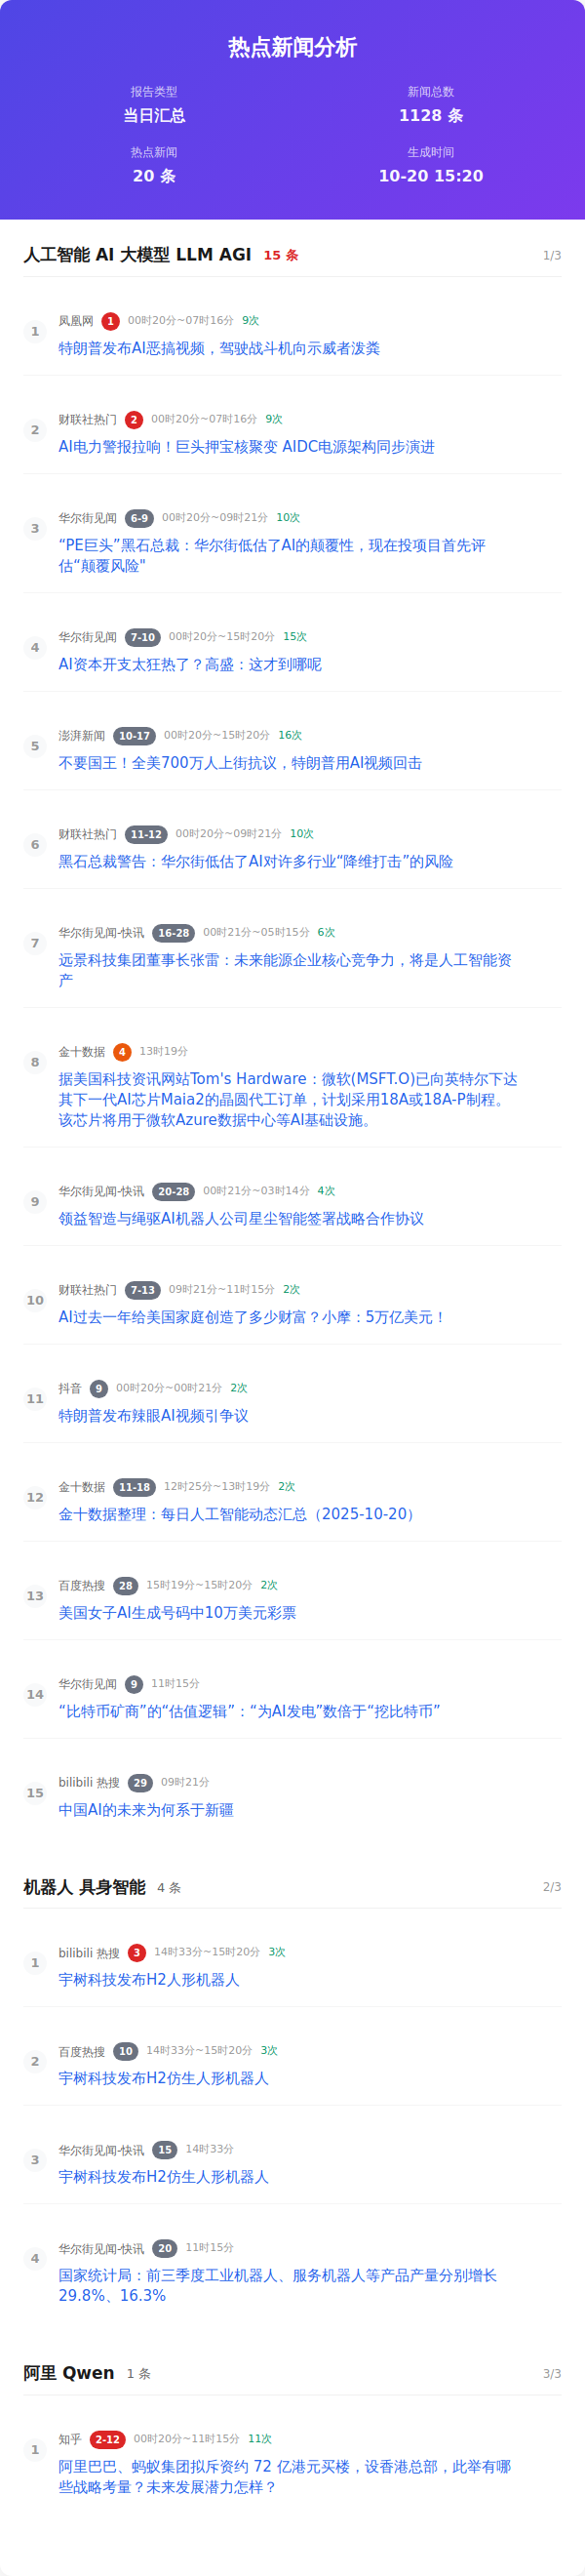 热点新闻分析
报告类型
当日汇总
新闻总数
1128 条
热点新闻
20 条
生成时间
10-20 15:20
人工智能 AI 大模型 LLM AGI 15 条 1/3
1
凤凰网 1 00时20分~07时16分 9次
特朗普发布AI恶搞视频，驾驶战斗机向示威者泼粪
2
财联社热门 2 00时20分~07时16分 9次
AI电力警报拉响！巨头押宝核聚变 AIDC电源架构同步演进
3
华尔街见闻 6-9 00时20分~09时21分 10次
“PE巨头”黑石总裁：华尔街低估了AI的颠覆性，现在投项目首先评
估“颠覆风险"
4
华尔街见闻 7-10 00时20分~15时20分 15次
AI资本开支太狂热了？高盛：这才到哪呢
5
澎湃新闻 10-17 00时20分~15时20分 16次
不要国王！全美700万人上街抗议，特朗普用AI视频回击
6
财联社热门 11-12 00时20分~09时21分 10次
黑石总裁警告：华尔街低估了AI对许多行业“降维打击”的风险
7
华尔街见闻-快讯 16-28 00时21分~05时15分 6次
远景科技集团董事长张雷：未来能源企业核心竞争力，将是人工智能资
产
8
金十数据 4 13时19分
据美国科技资讯网站Tom's Hardware：微软(MSFT.O)已向英特尔下达
其下一代AI芯片Maia2的晶圆代工订单，计划采用18A或18A-P制程。
该芯片将用于微软Azure数据中心等AI基础设施。
9
华尔街见闻-快讯 20-28 00时21分~03时14分 4次
领益智造与绳驱AI机器人公司星尘智能签署战略合作协议
10
财联社热门 7-13 09时21分~11时15分 2次
AI过去一年给美国家庭创造了多少财富？小摩：5万亿美元！
11
抖音 9 00时20分~00时21分 2次
特朗普发布辣眼AI视频引争议
12
金十数据 11-18 12时25分~13时19分 2次
金十数据整理：每日人工智能动态汇总（2025-10-20）
13
百度热搜 28 15时19分~15时20分 2次
美国女子AI生成号码中10万美元彩票
14
华尔街见闻 9 11时15分
“比特币矿商”的“估值逻辑”：“为AI发电”数倍于“挖比特币”
15
bilibili 热搜 29 09时21分
中国AI的未来为何系于新疆
机器人 具身智能 4 条 2/3
1
bilibili 热搜 3 14时33分~15时20分 3次
宇树科技发布H2人形机器人
2
百度热搜 10 14时33分~15时20分 3次
宇树科技发布H2仿生人形机器人
3
华尔街见闻-快讯 15 14时33分
宇树科技发布H2仿生人形机器人
4
华尔街见闻-快讯 20 11时15分
国家统计局：前三季度工业机器人、服务机器人等产品产量分别增长
29.8%、16.3%
阿里 Qwen 1 条 3/3
1
知乎 2-12 00时20分~11时15分 11次
阿里巴巴、蚂蚁集团拟斥资约 72 亿港元买楼，设香港总部，此举有哪
些战略考量？未来发展潜力怎样？